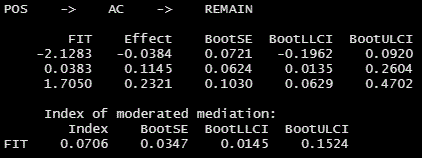 POS -> AC -> REMAIN
FIT Effect BootSE BootLLCI BootULCI
-2.1283 -0.0384 0.0721 -0.1962 0.0920
0.0383 0.1145 0.0624 0.0135 0.2604
1.7050 0.2321 0.1030 0.0629 0.4702
Index of moderated mediation:
Index BootSE BootLLCI BootULCI
FIT 0.0706 0.0347 0.0145 0.1524